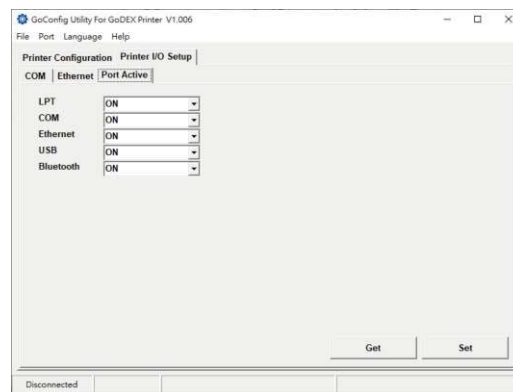 GoConfig Utility For GoDEX Printer V1.006
File Port Language Help
Printer Configuration Printer I/O Setup
COM Ethernet Port Active
LPT ON
COM ON
Ethernet ON
USB ON
Bluetooth ON
Get Set
Disconnected